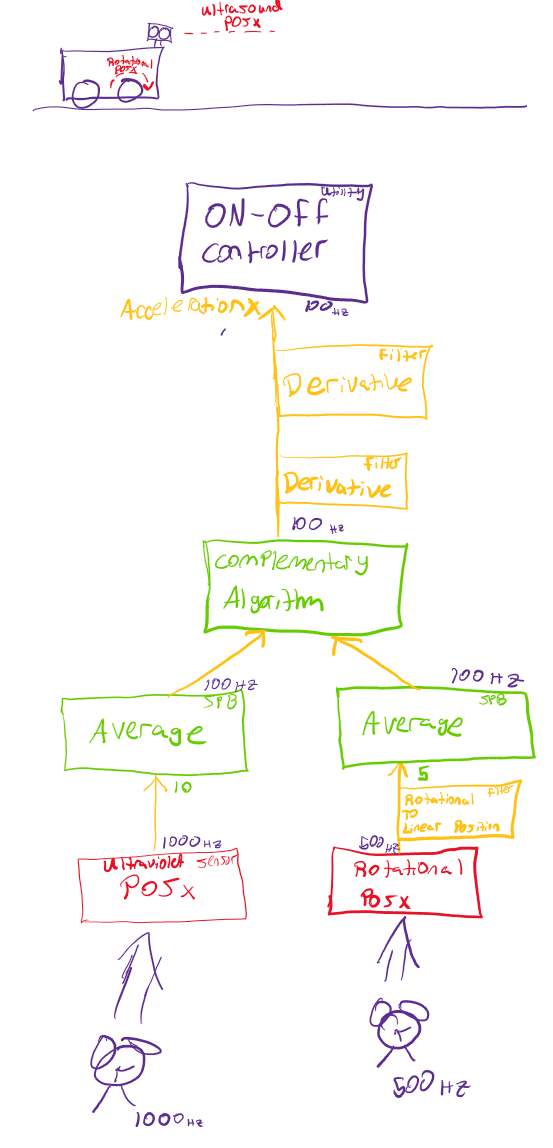 ultrasound
POSx
Rotational
POSX
Utility
ON-OFF
controller
AccelerationX
100 HZ
Filter
Derivative
Filter
Derivative
100 HZ
complementary
Algorithm
100 HZ
SPB
Average
10
100 HZ
SPB
Average
5
Filter
Rotational
TO
Linear Position
1000 HZ
Ultraviolet sensor
POSx
500 HZ
Rotational
POSx
1000 HZ
500 HZ